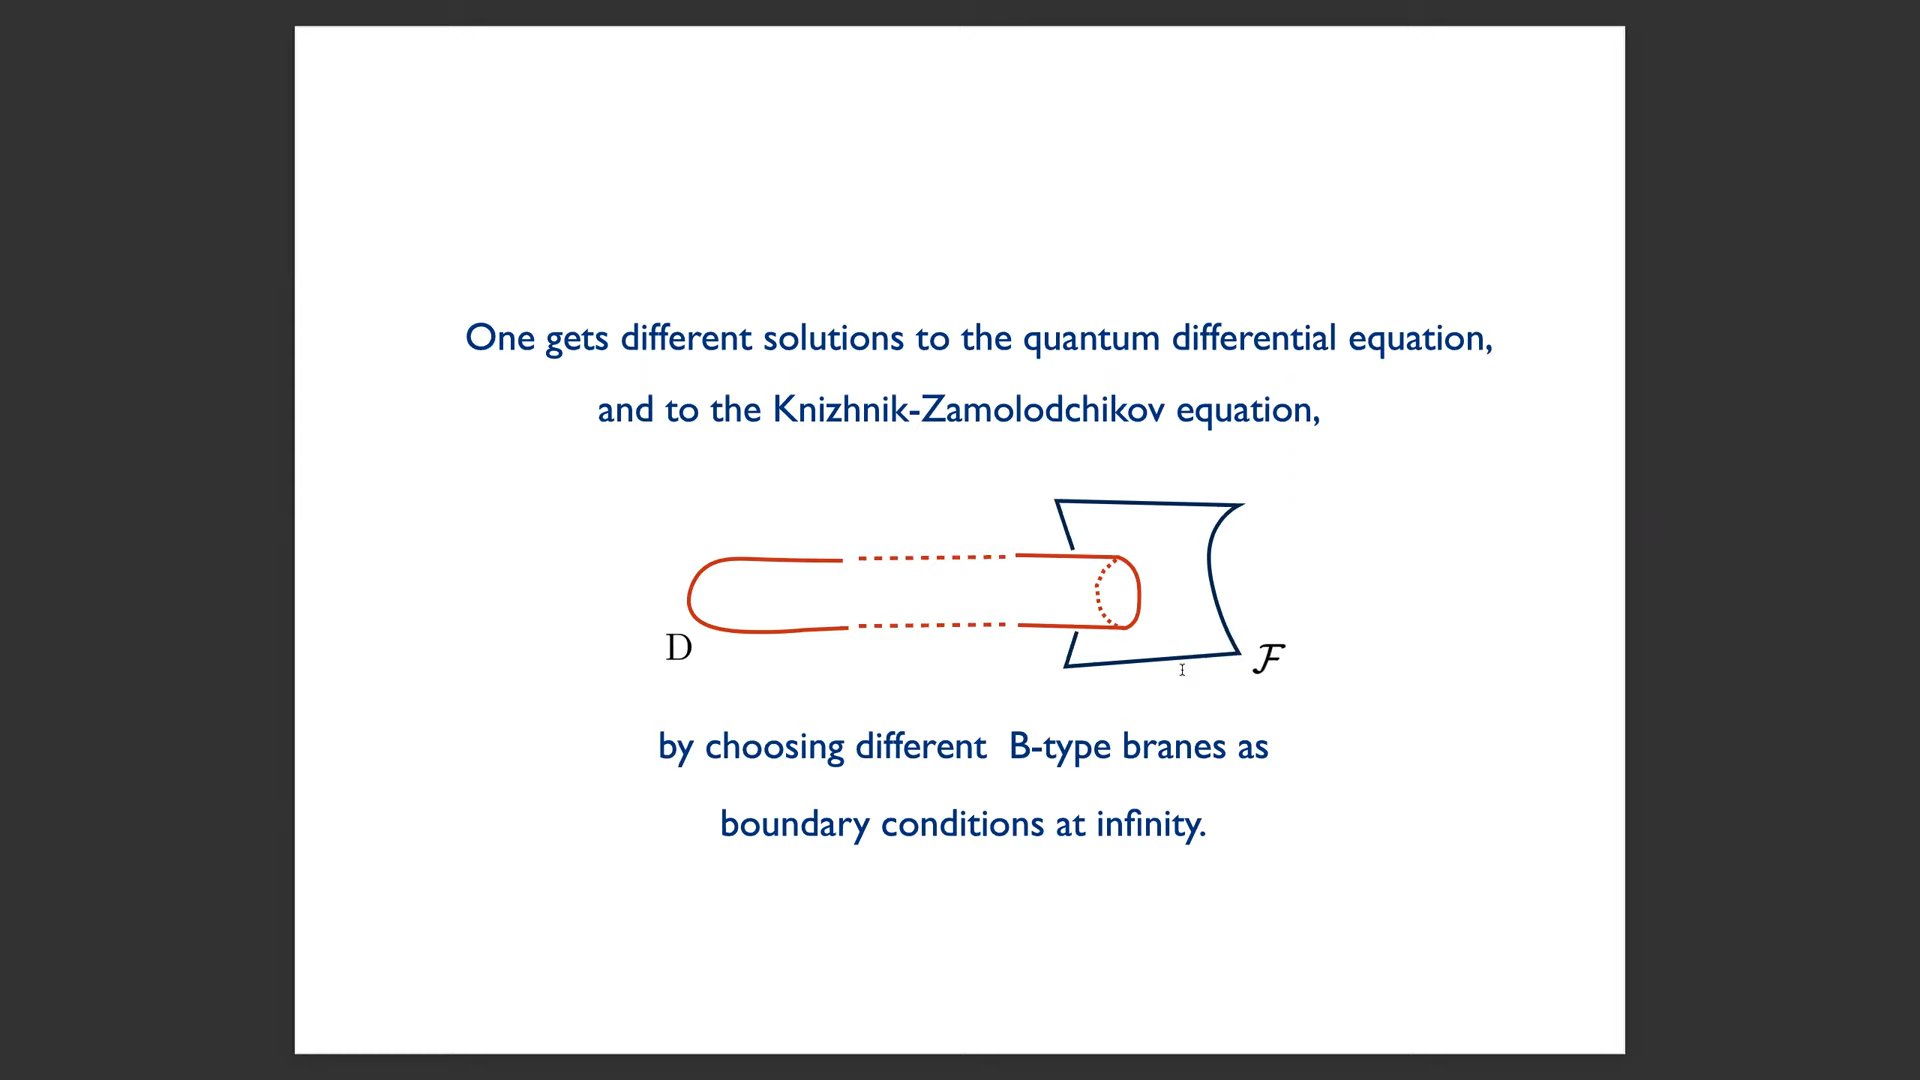 One gets different solutions to the quantum differential equation,
and to the Knizhnik-Zamolodchikov equation,
D
ℱ
by choosing different B-type branes as
boundary conditions at infinity.